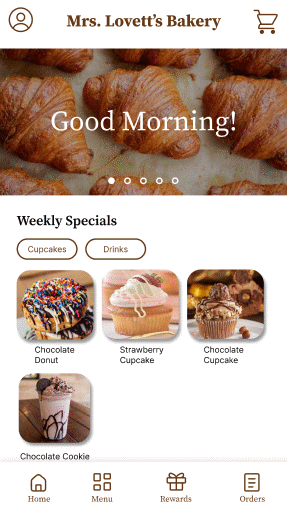 Mrs. Lovett's Bakery
Good Morning!
Weekly Specials
Cupcakes
Drinks
Chocolate
Donut
Strawberry
Cupcake
Chocolate
Cupcake
Chocolate Cookie
Home
Menu
Rewards
Orders